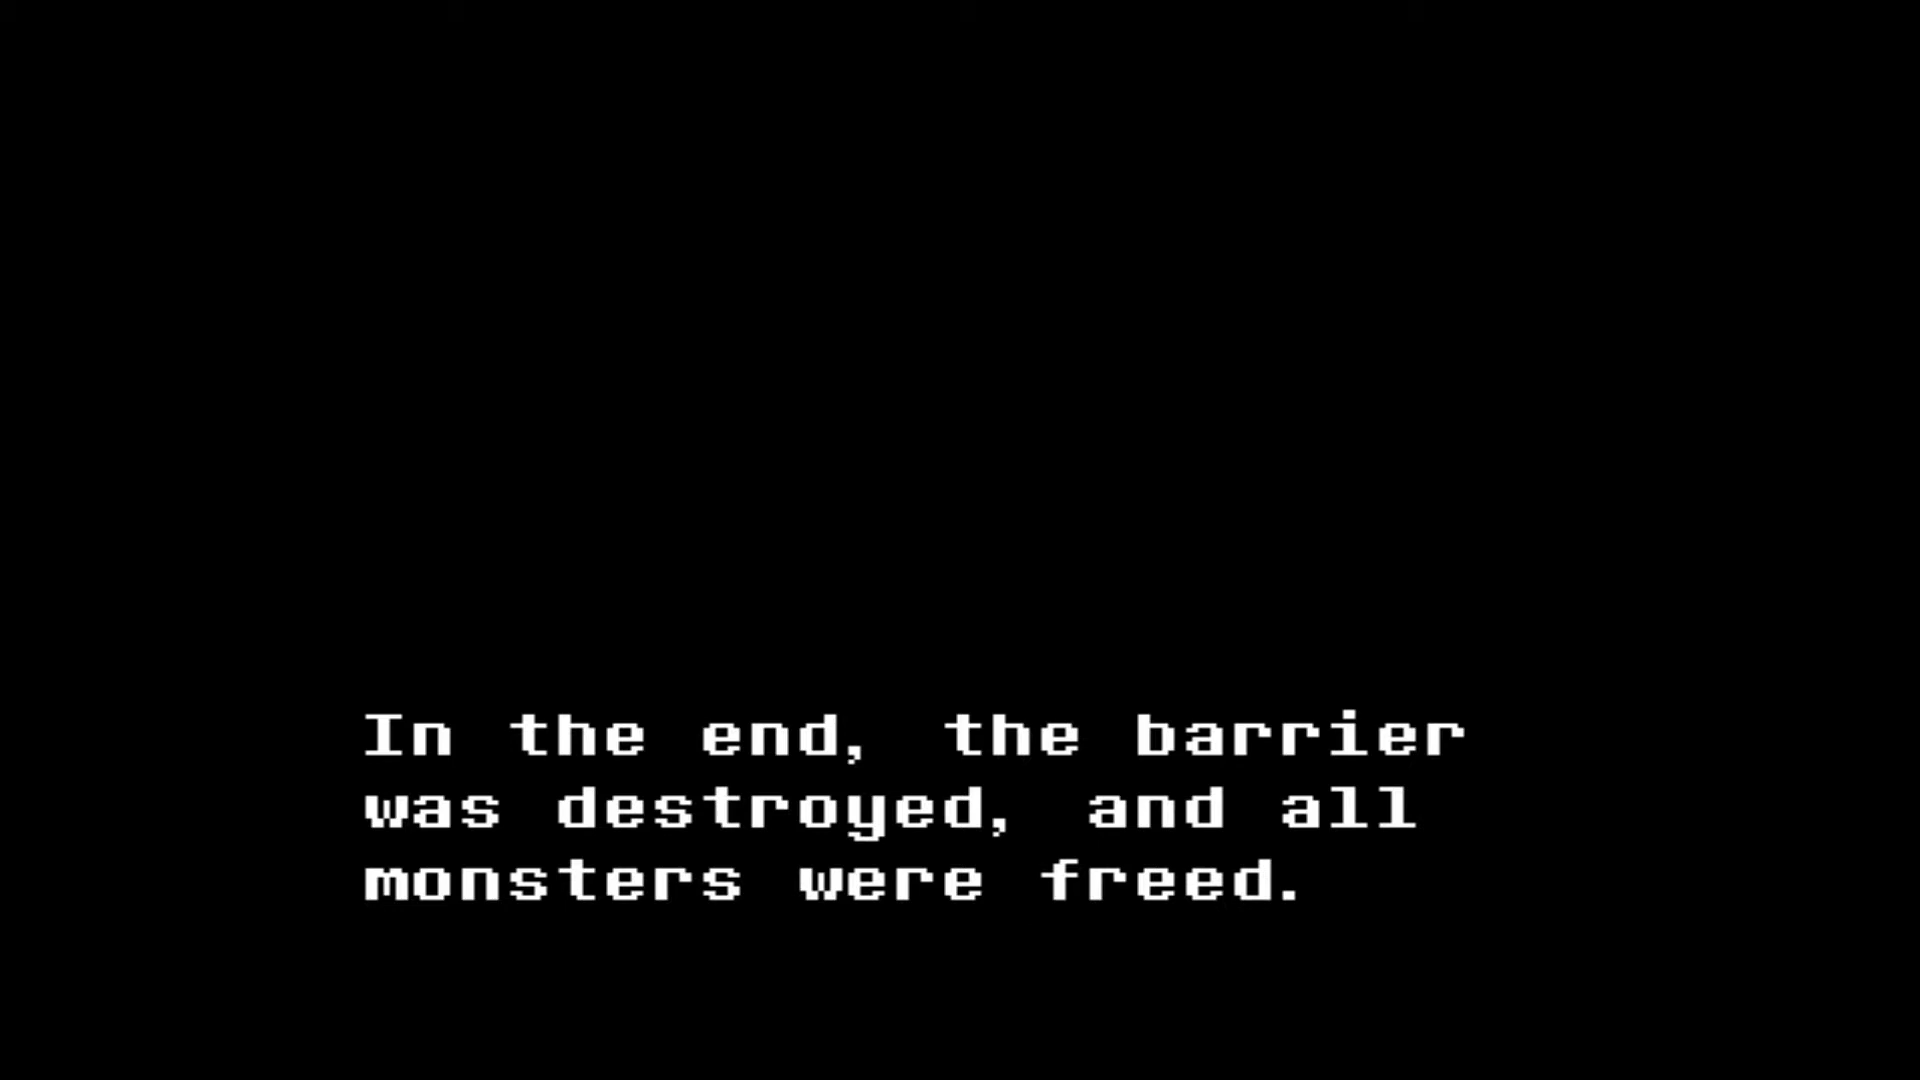 In the end, the barrier
was destroyed, and all
monsters were freed.